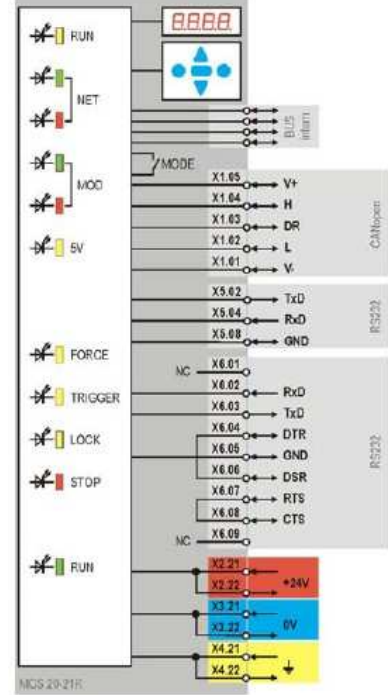 8.8.8.8.
RUN
NET
MOD
5V
FORCE
TRIGGER
LOCK
STOP
RUN
MCS 20-21R
MODE
BUS
intern
X1.05 V+
X1.04 H
X1.03 DR
X1.02 L
X1.01 V-
CANopen
X5.02 TxD
X5.04 RxD
X5.08 GND
RS232
NC X6.01
X6.02 RxD
X6.03 TxD
X6.04 DTR
X6.05 GND
X6.06 DSR
X6.07 RTS
X6.08 CTS
NC X6.09
RS232
X2.21
X2.22 +24V
X3.21
X3.22 0V
X4.21
X4.22